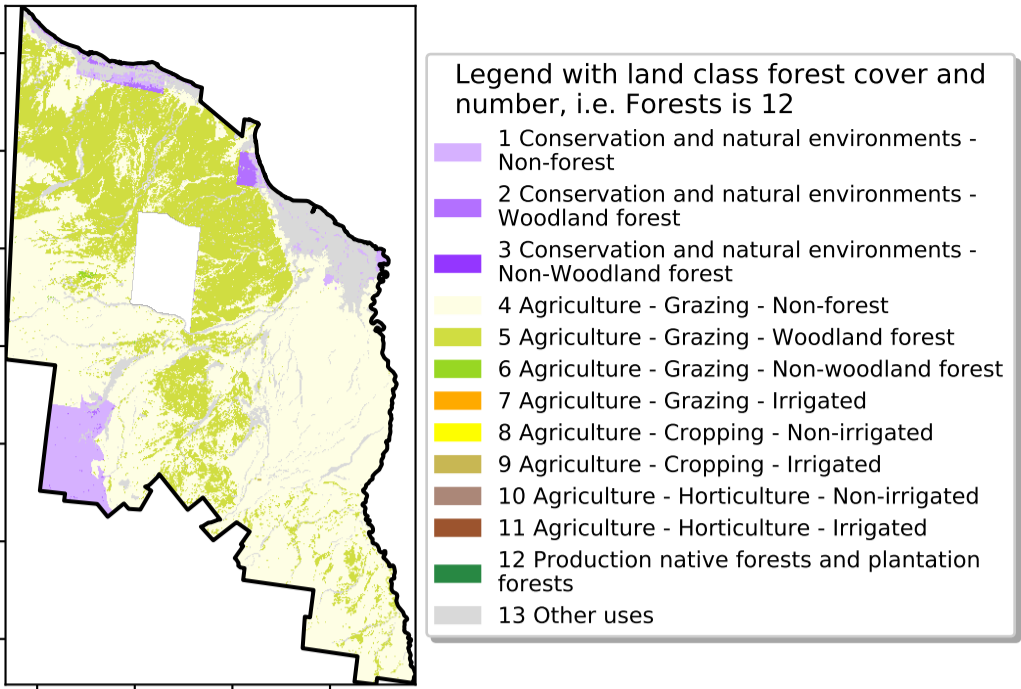 Legend with land class forest cover and
number, i.e. Forests is 12
1 Conservation and natural environments -
Non-forest
2 Conservation and natural environments -
Woodland forest
3 Conservation and natural environments -
Non-Woodland forest
4 Agriculture - Grazing - Non-forest
5 Agriculture - Grazing - Woodland forest
6 Agriculture - Grazing - Non-woodland forest
7 Agriculture - Grazing - Irrigated
8 Agriculture - Cropping - Non-irrigated
9 Agriculture - Cropping - Irrigated
10 Agriculture - Horticulture - Non-irrigated
11 Agriculture - Horticulture - Irrigated
12 Production native forests and plantation
forests
13 Other uses